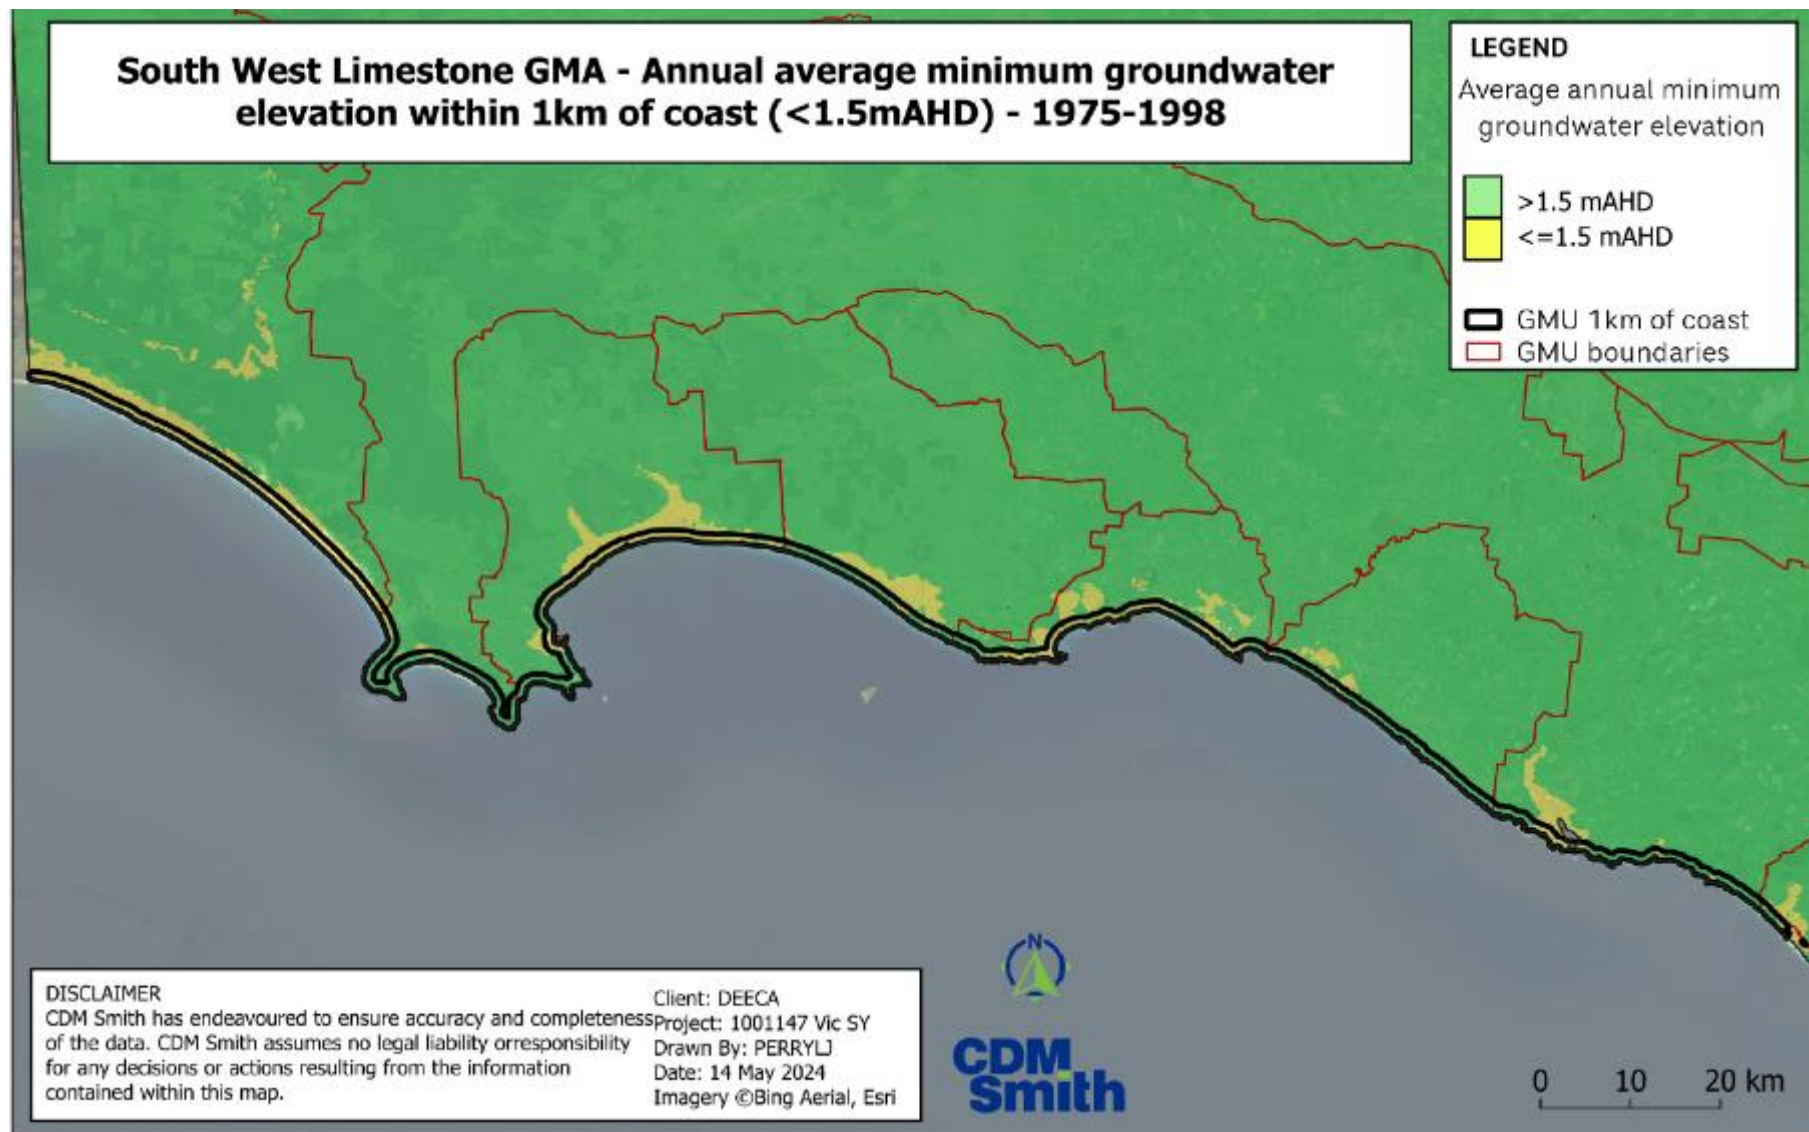 South West Limestone GMA - Annual average minimum groundwater
elevation within 1km of coast (<1.5mAHD) - 1975-1998
LEGEND
Average annual minimum
groundwater elevation
>1.5 mAHD
<=1.5 mAHD
GMU 1km of coast
GMU boundaries
DISCLAIMER
CDM Smith has endeavoured to ensure accuracy and completeness
of the data. CDM Smith assumes no legal liability orresponsibility
for any decisions or actions resulting from the information
contained within this map.
Client: DEECA
Project: 1001147 Vic SY
Drawn By: PERRYLJ
Date: 14 May 2024
Imagery ©Bing Aerial, Esri
N
CDM
Smith
0 10 20 km